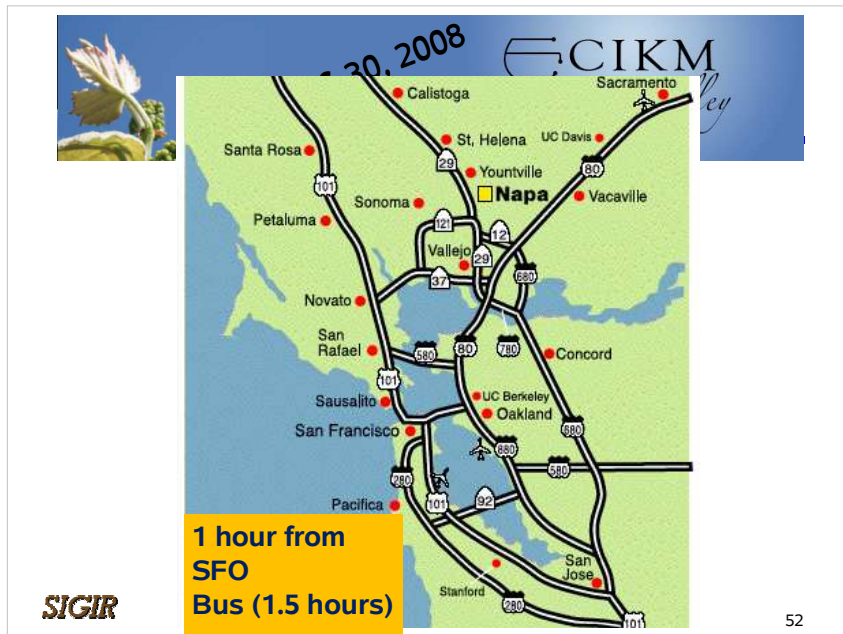 30, 2008
CIKM
lley
Sacramento
Calistoga
St, Helena
UC Davis
29
80
Santa Rosa
Yountville
101
Napa
Vacaville
Sonoma
Petaluma
121
12
Vallejo
29
680
37
Novato
San
Rafael
580
80
780
Concord
101
Sausalito
UC Berkeley
Oakland
San Francisco
680
880
580
280
Pacifica
101
92
1 hour from
SFO
Bus (1.5 hours)
San
Jose
Stanford
280
101
SIGIR
52